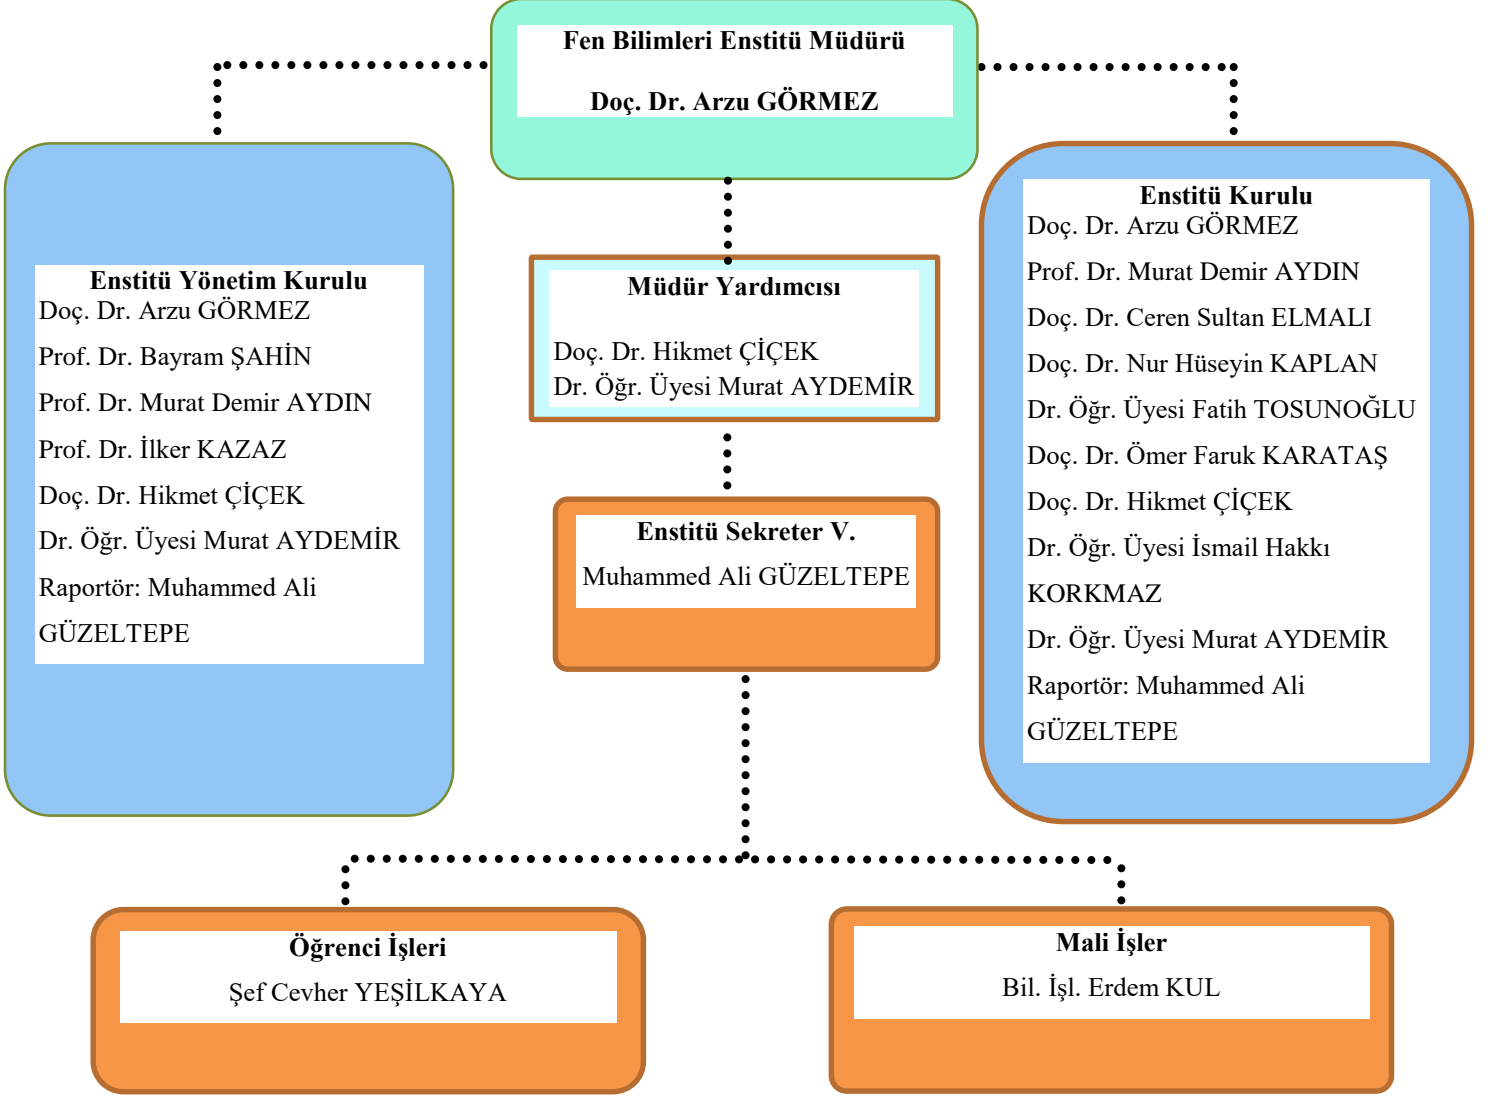 Fen Bilimleri Enstitü Müdürü
Doç. Dr. Arzu GÖRMEZ
Enstitü Yönetim Kurulu
Doç. Dr. Arzu GÖRMEZ
Prof. Dr. Bayram ŞAHİN
Prof. Dr. Murat Demir AYDIN
Prof. Dr. İlker KAZAZ
Doç. Dr. Hikmet ÇİÇEK
Dr. Öğr. Üyesi Murat AYDEMİR
Raportör: Muhammed Ali
GÜZELTEPE
Müdür Yardımcısı
Doç. Dr. Hikmet ÇİÇEK
Dr. Öğr. Üyesi Murat AYDEMİR
Enstitü Sekreter V.
Muhammed Ali GÜZELTEPE
Enstitü Kurulu
Doç. Dr. Arzu GÖRMEZ
Prof. Dr. Murat Demir AYDIN
Doç. Dr. Ceren Sultan ELMALI
Doç. Dr. Nur Hüseyin KAPLAN
Dr. Öğr. Üyesi Fatih TOSUNOĞLU
Doç. Dr. Ömer Faruk KARATAŞ
Doç. Dr. Hikmet ÇİÇEK
Dr. Öğr. Üyesi İsmail Hakkı
KORKMAZ
Dr. Öğr. Üyesi Murat AYDEMİR
Raportör: Muhammed Ali
GÜZELTEPE
Öğrenci İşleri
Şef Cevher YEŞİLKAYA
Mali İşler
Bil. İşl. Erdem KUL